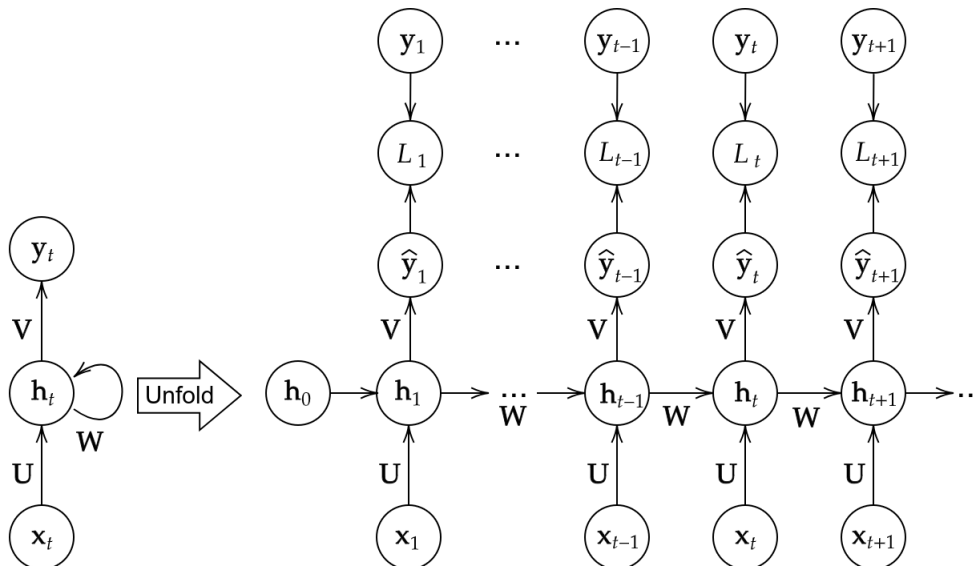 y₁ ... yₜ₋₁ yₜ yₜ₊₁
L₁ ... Lₜ₋₁ Lₜ Lₜ₊₁
yₜ ŷ₁ ... ŷₜ₋₁ ŷₜ ŷₜ₊₁
V V V V V
hₜ Unfold h₀ h₁ ... hₜ₋₁ hₜ hₜ₊₁ ...
W W W W
U U U U U
xₜ x₁ xₜ₋₁ xₜ xₜ₊₁